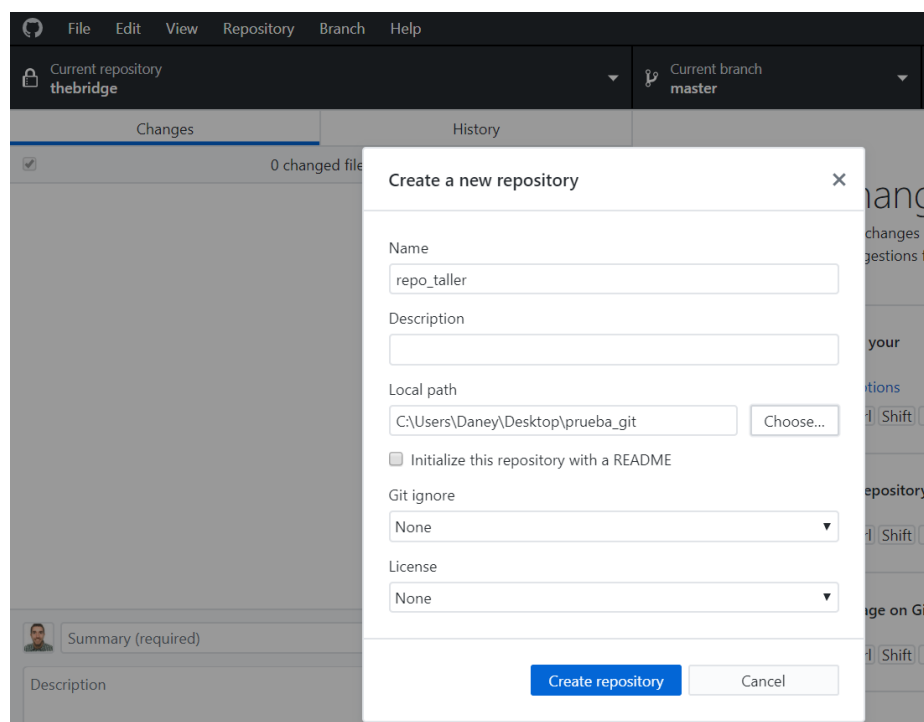 File Edit View Repository Branch Help
Current repository
thebridge
Current branch
master
Changes
History
0 changed file
Create a new repository
Name
repo_taller
Description
Local path
C:\Users\Daney\Desktop\prueba_git
Choose...
Initialize this repository with a README
Git ignore
None
License
None
Create repository
Cancel
Summary (required)
Description
changes
your
Shift
Shift
Shift